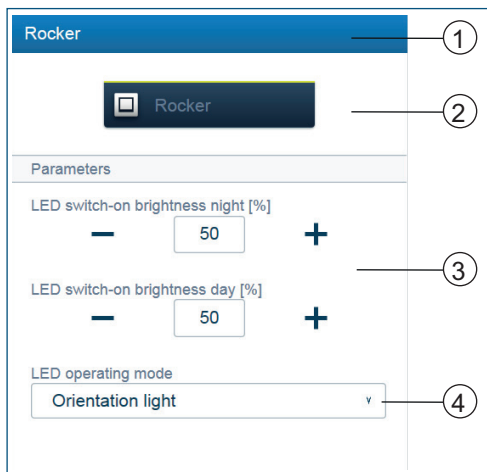 Rocker
1
Rocker
2
Parameters
LED switch-on brightness night [%]
− 50 +
3
LED switch-on brightness day [%]
− 50 +
LED operating mode
Orientation light
4